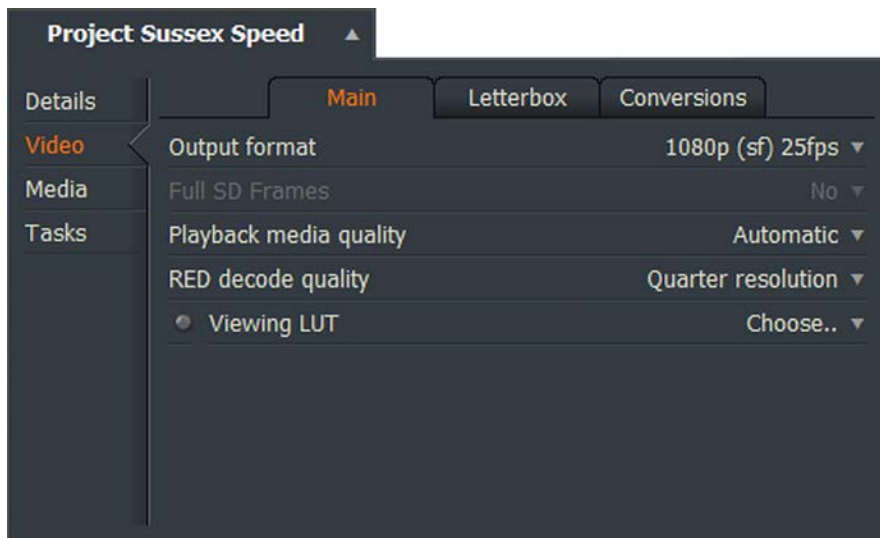 Project Sussex Speed
Details
Video
Media
Tasks
Main Letterbox Conversions
Output format 1080p (sf) 25fps
Full SD Frames No
Playback media quality Automatic
RED decode quality Quarter resolution
Viewing LUT Choose..